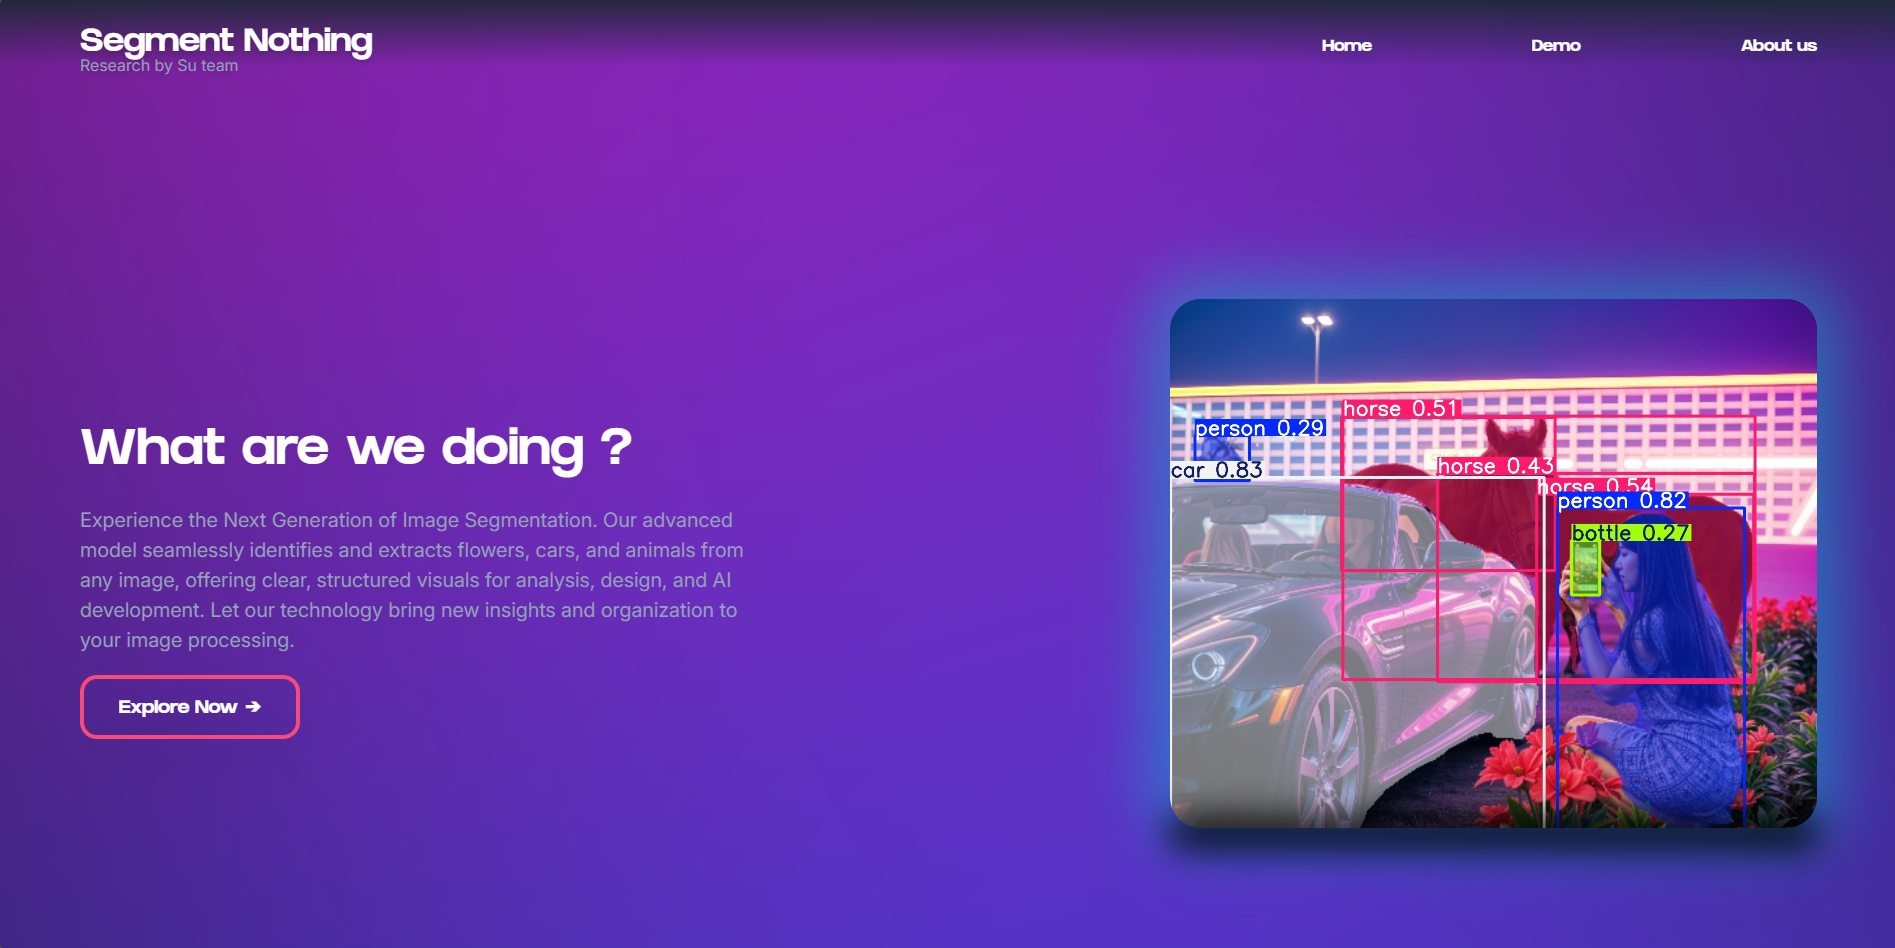 Segment Nothing
Research by Su team
Home
Demo
About us
What are we doing ?
Experience the Next Generation of Image Segmentation. Our advanced
model seamlessly identifies and extracts flowers, cars, and animals from
any image, offering clear, structured visuals for analysis, design, and AI
development. Let our technology bring new insights and organization to
your image processing.
Explore Now ➔
horse 0.51
person 0.29
car 0.83
horse 0.43
horse 0.54
person 0.82
bottle 0.27